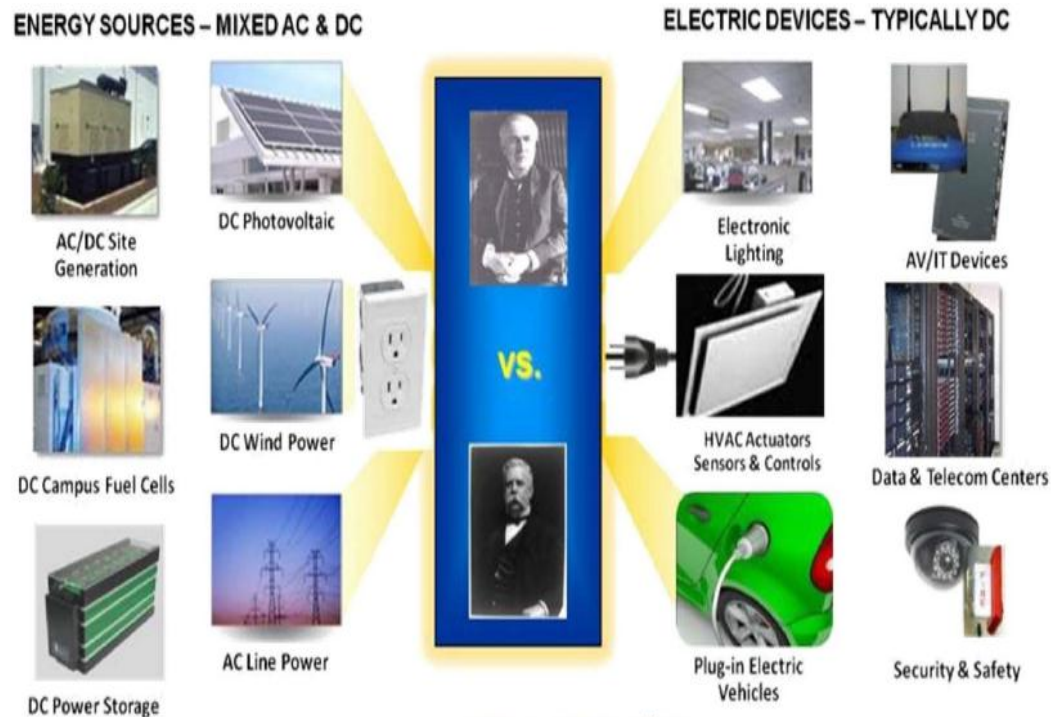 ENERGY SOURCES – MIXED AC & DC
ELECTRIC DEVICES – TYPICALLY DC
AC/DC Site
Generation
DC Photovoltaic
DC Campus Fuel Cells
DC Wind Power
DC Power Storage
AC Line Power
vs.
Electronic
Lighting
AV/IT Devices
HVAC Actuators
Sensors & Controls
Data & Telecom Centers
Plug-in Electric
Vehicles
Security & Safety